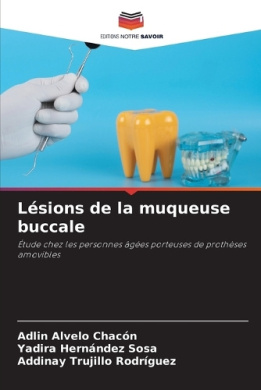 EDITIONS NOTRE SAVOIR
Lésions de la muqueuse
buccale
Étude chez les personnes âgées porteuses de prothèses
amovibles
Adlin Alvelo Chacón
Yadira Hernández Sosa
Addinay Trujillo Rodríguez